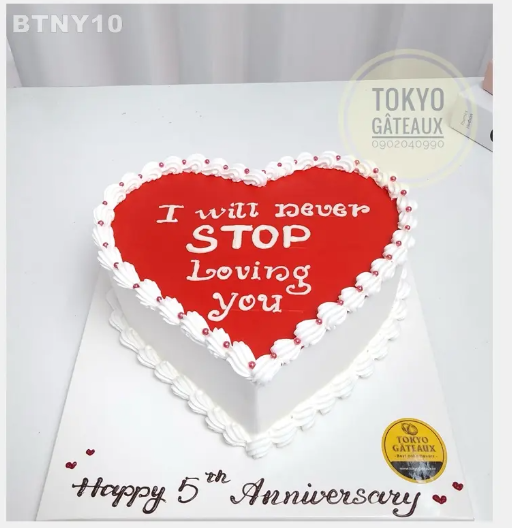 BTNY10
TOKYO
GÂTEAUX
0902040990
I will never
STOP
Loving
you
TOKYO
GÂTEAUX
Happy 5th Anniversary